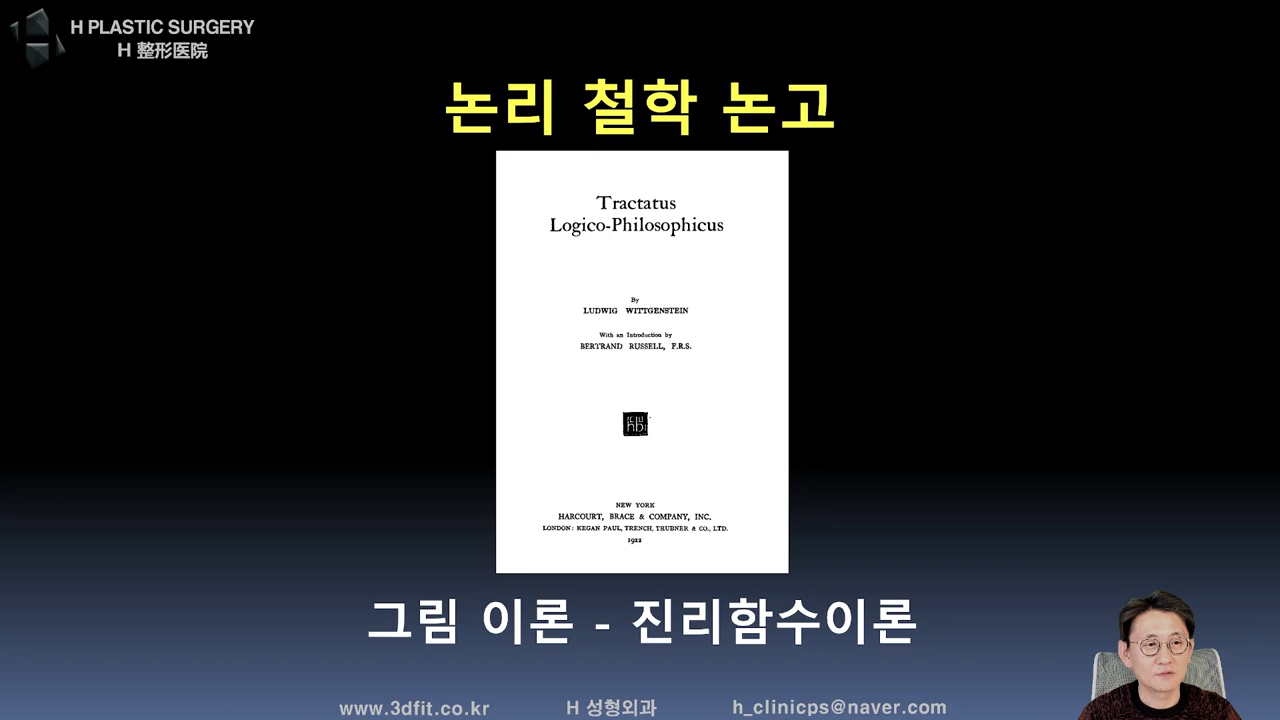 H PLASTIC SURGERY
H 整形医院
논리 철학 논고
Tractatus
Logico-Philosophicus
By
LUDWIG WITTGENSTEIN
With an Introduction by
BERTRAND RUSSELL, F.R.S.
NEW YORK
HARCOURT, BRACE & COMPANY, INC.
LONDON: KEGAN PAUL, TRENCH, TRUBNER & CO., LTD.
1922
그림 이론 - 진리함수이론
www.3dfit.co.kr H 성형외과 h_clinicps@naver.com